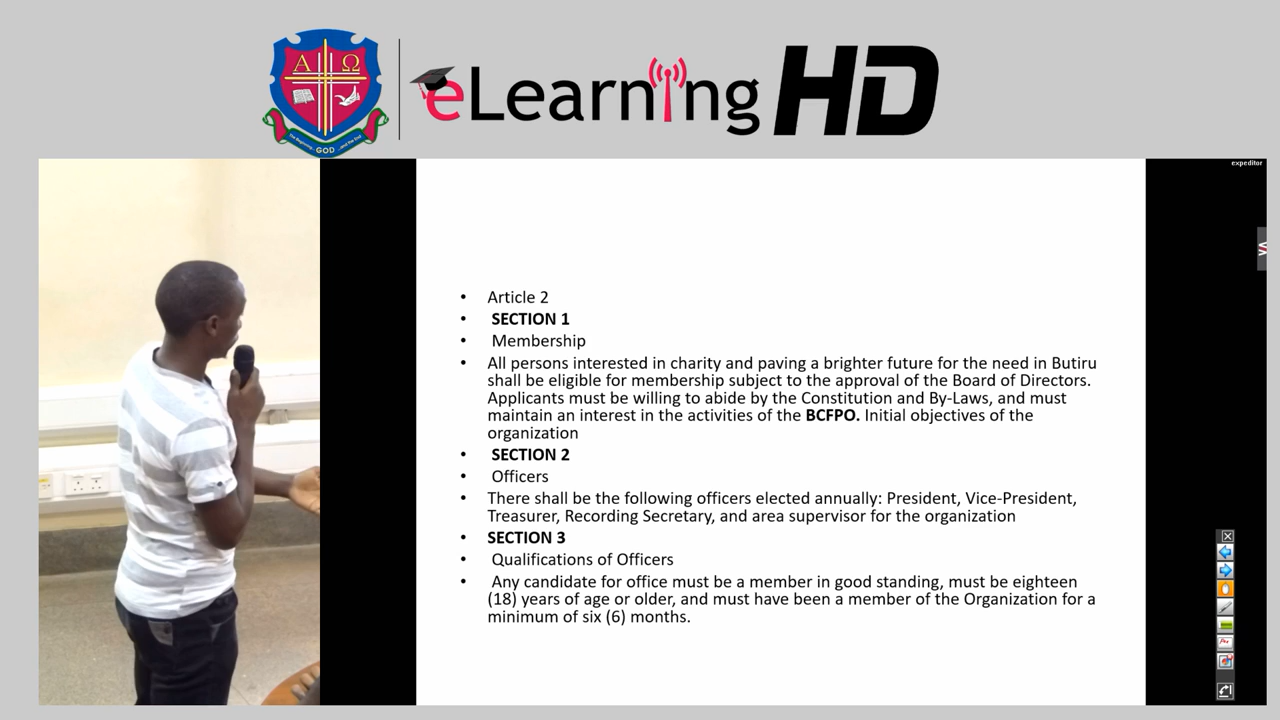 Α Ω
The Beginning... GOD ...and the End
eLearning HD
expeditor
• Article 2
• SECTION 1
• Membership
• All persons interested in charity and paving a brighter future for the need in Butiru
shall be eligible for membership subject to the approval of the Board of Directors.
Applicants must be willing to abide by the Constitution and By-Laws, and must
maintain an interest in the activities of the BCFPO. Initial objectives of the
organization
• SECTION 2
• Officers
• There shall be the following officers elected annually: President, Vice-President,
Treasurer, Recording Secretary, and area supervisor for the organization
• SECTION 3
• Qualifications of Officers
• Any candidate for office must be a member in good standing, must be eighteen
(18) years of age or older, and must have been a member of the Organization for a
minimum of six (6) months.